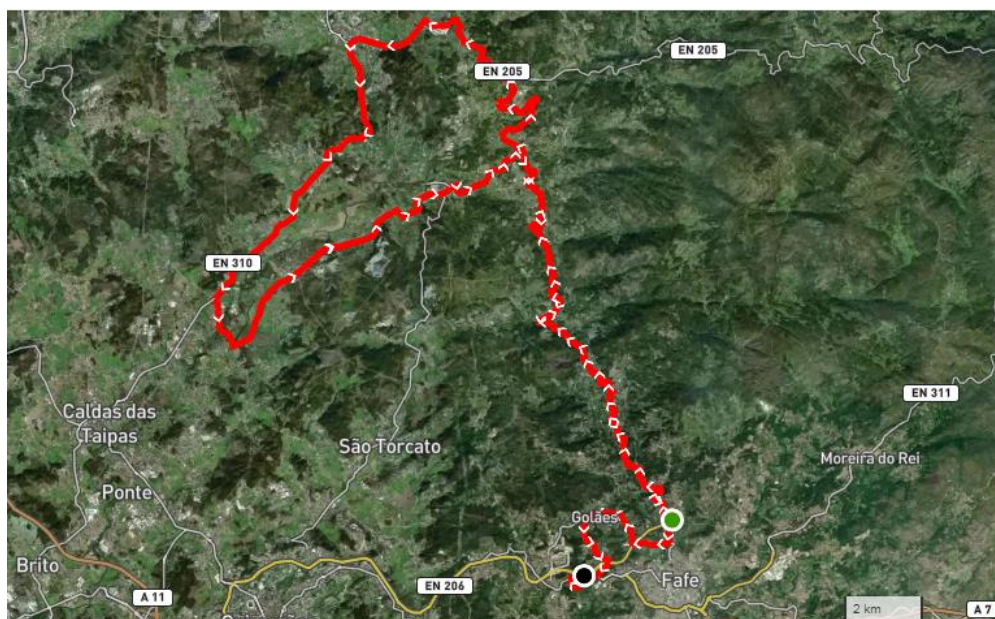 EN 205
EN 205
EN 310
EN 311
Caldas das
Taipas
São Torcato
Moreira do Rei
Ponte
Golães
Brito
EN 206
Fafe
A 11
2 km
A 7